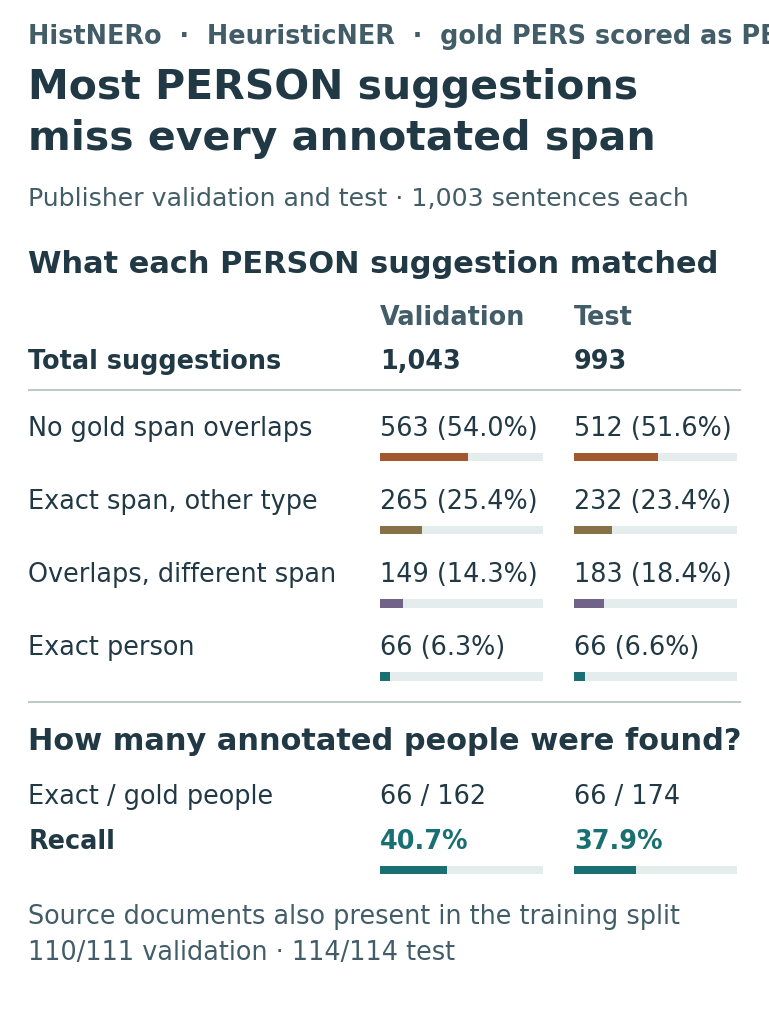 HistNERo · HeuristicNER · gold PERS scored as
Most PERSON suggestions
miss every annotated span
Publisher validation and test · 1,003 sentences each
What each PERSON suggestion matched
Validation Test
Total suggestions 1,043 993
No gold span overlaps 563 (54.0%) 512 (51.6%)
Exact span, other type 265 (25.4%) 232 (23.4%)
Overlaps, different span 149 (14.3%) 183 (18.4%)
Exact person 66 (6.3%) 66 (6.6%)
How many annotated people were found?
Exact / gold people 66 / 162 66 / 174
Recall 40.7% 37.9%
Source documents also present in the training split
110/111 validation · 114/114 test